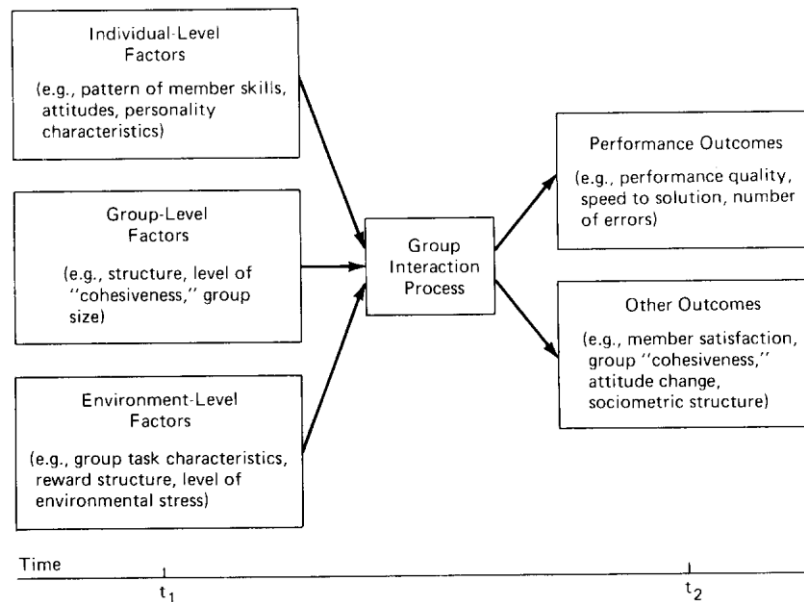 Individual-Level
Factors
(e.g., pattern of member skills,
attitudes, personality
characteristics)
Group-Level
Factors
(e.g., structure, level of
"cohesiveness," group
size)
Environment-Level
Factors
(e.g., group task characteristics,
reward structure, level of
environmental stress)
Group
Interaction
Process
Performance Outcomes
(e.g., performance quality,
speed to solution, number
of errors)
Other Outcomes
(e.g., member satisfaction,
group "cohesiveness,"
attitude change,
sociometric structure)
Time
t1
t2